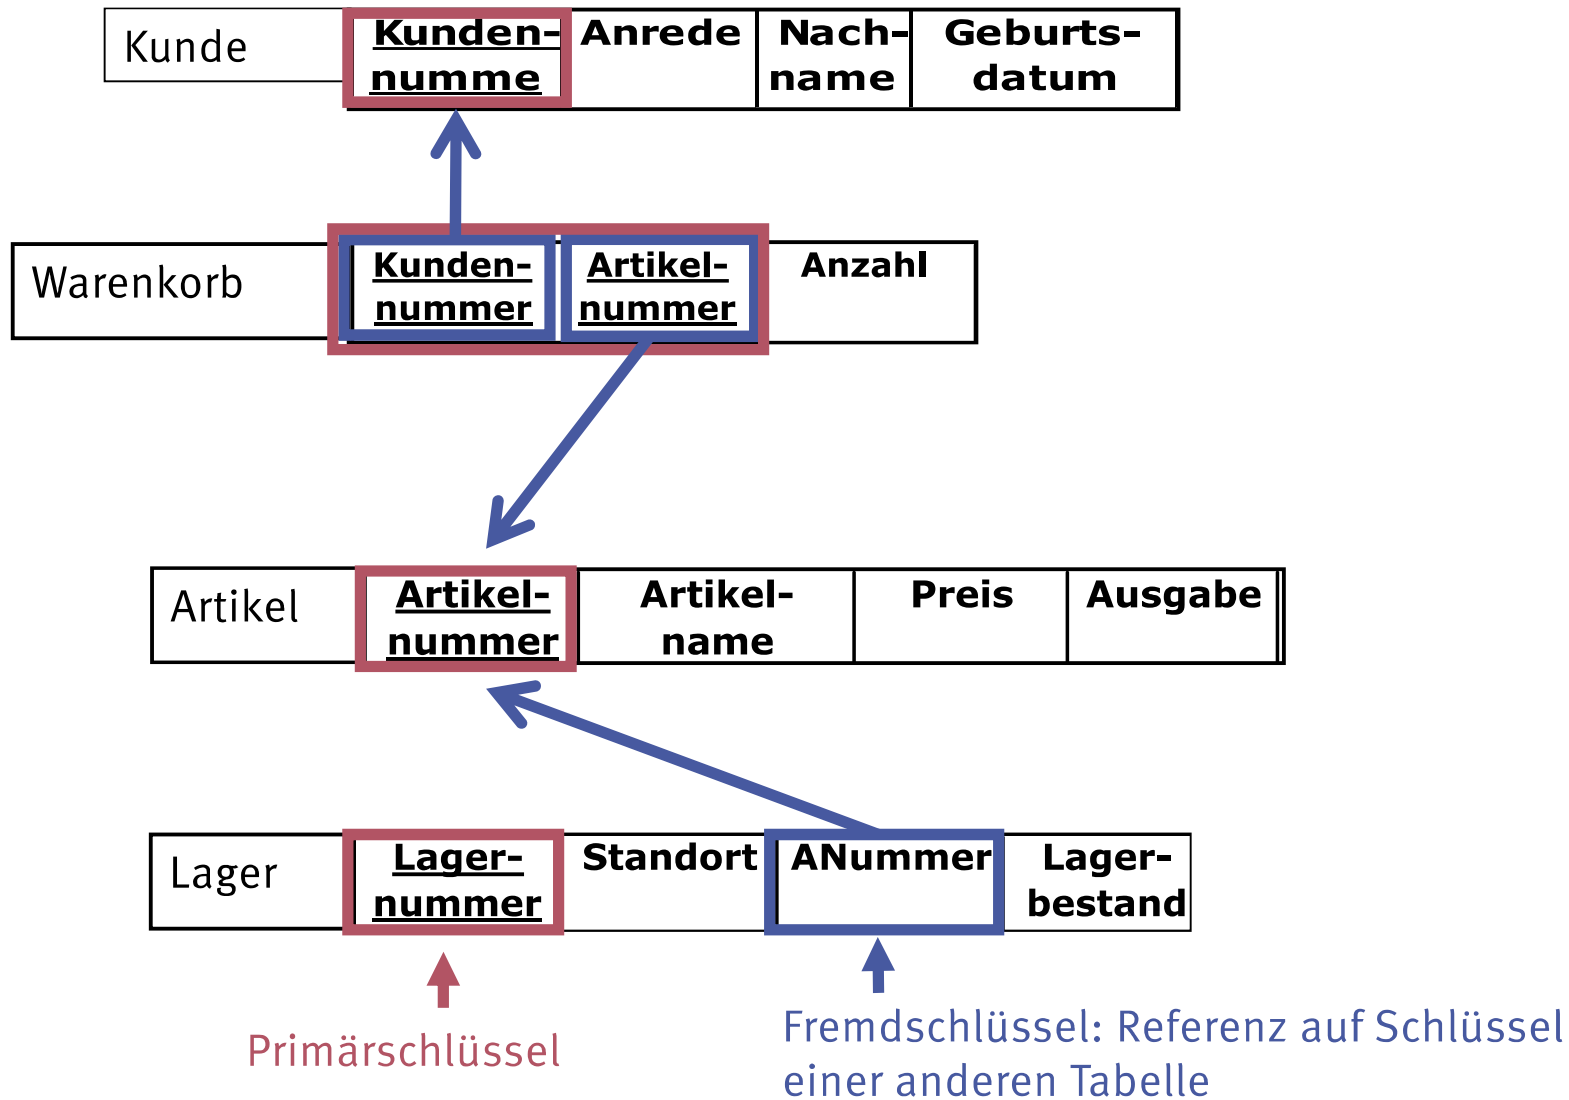 Kunde
Kunden- Anrede Nach- Geburts-
numme name datum
Warenkorb
Kunden- Artikel- Anzahl
nummer nummer
Artikel
Artikel- Artikel- Preis Ausgabe
nummer name
Lager
Lager- Standort ANummer Lager-
nummer bestand
Primärschlüssel
Fremdschlüssel: Referenz auf Schlüssel
einer anderen Tabelle